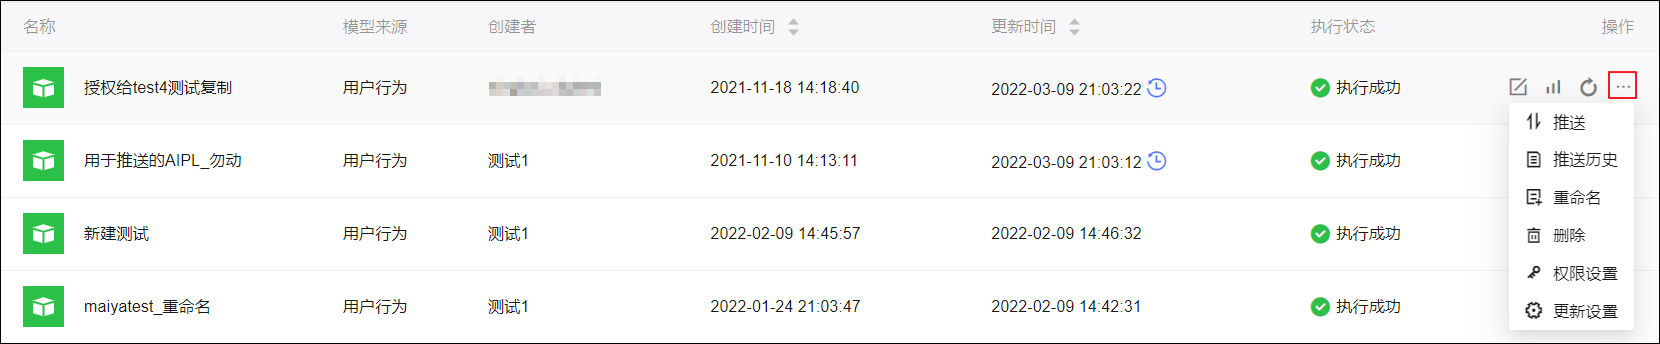 名称 模型来源 创建者 创建时间 更新时间 执行状态 操作
授权给test4测试复制 用户行为 2021-11-18 14:18:40 2022-03-09 21:03:22 执行成功
推送
用于推送的AIPL_勿动 用户行为 测试1 2021-11-10 14:13:11 2022-03-09 21:03:12 执行成功 推送历史
重命名
新建测试 用户行为 测试1 2022-02-09 14:45:57 2022-02-09 14:46:32 执行成功 删除
权限设置
maiyatest_重命名 用户行为 测试1 2022-01-24 21:03:47 2022-02-09 14:42:31 执行成功 更新设置